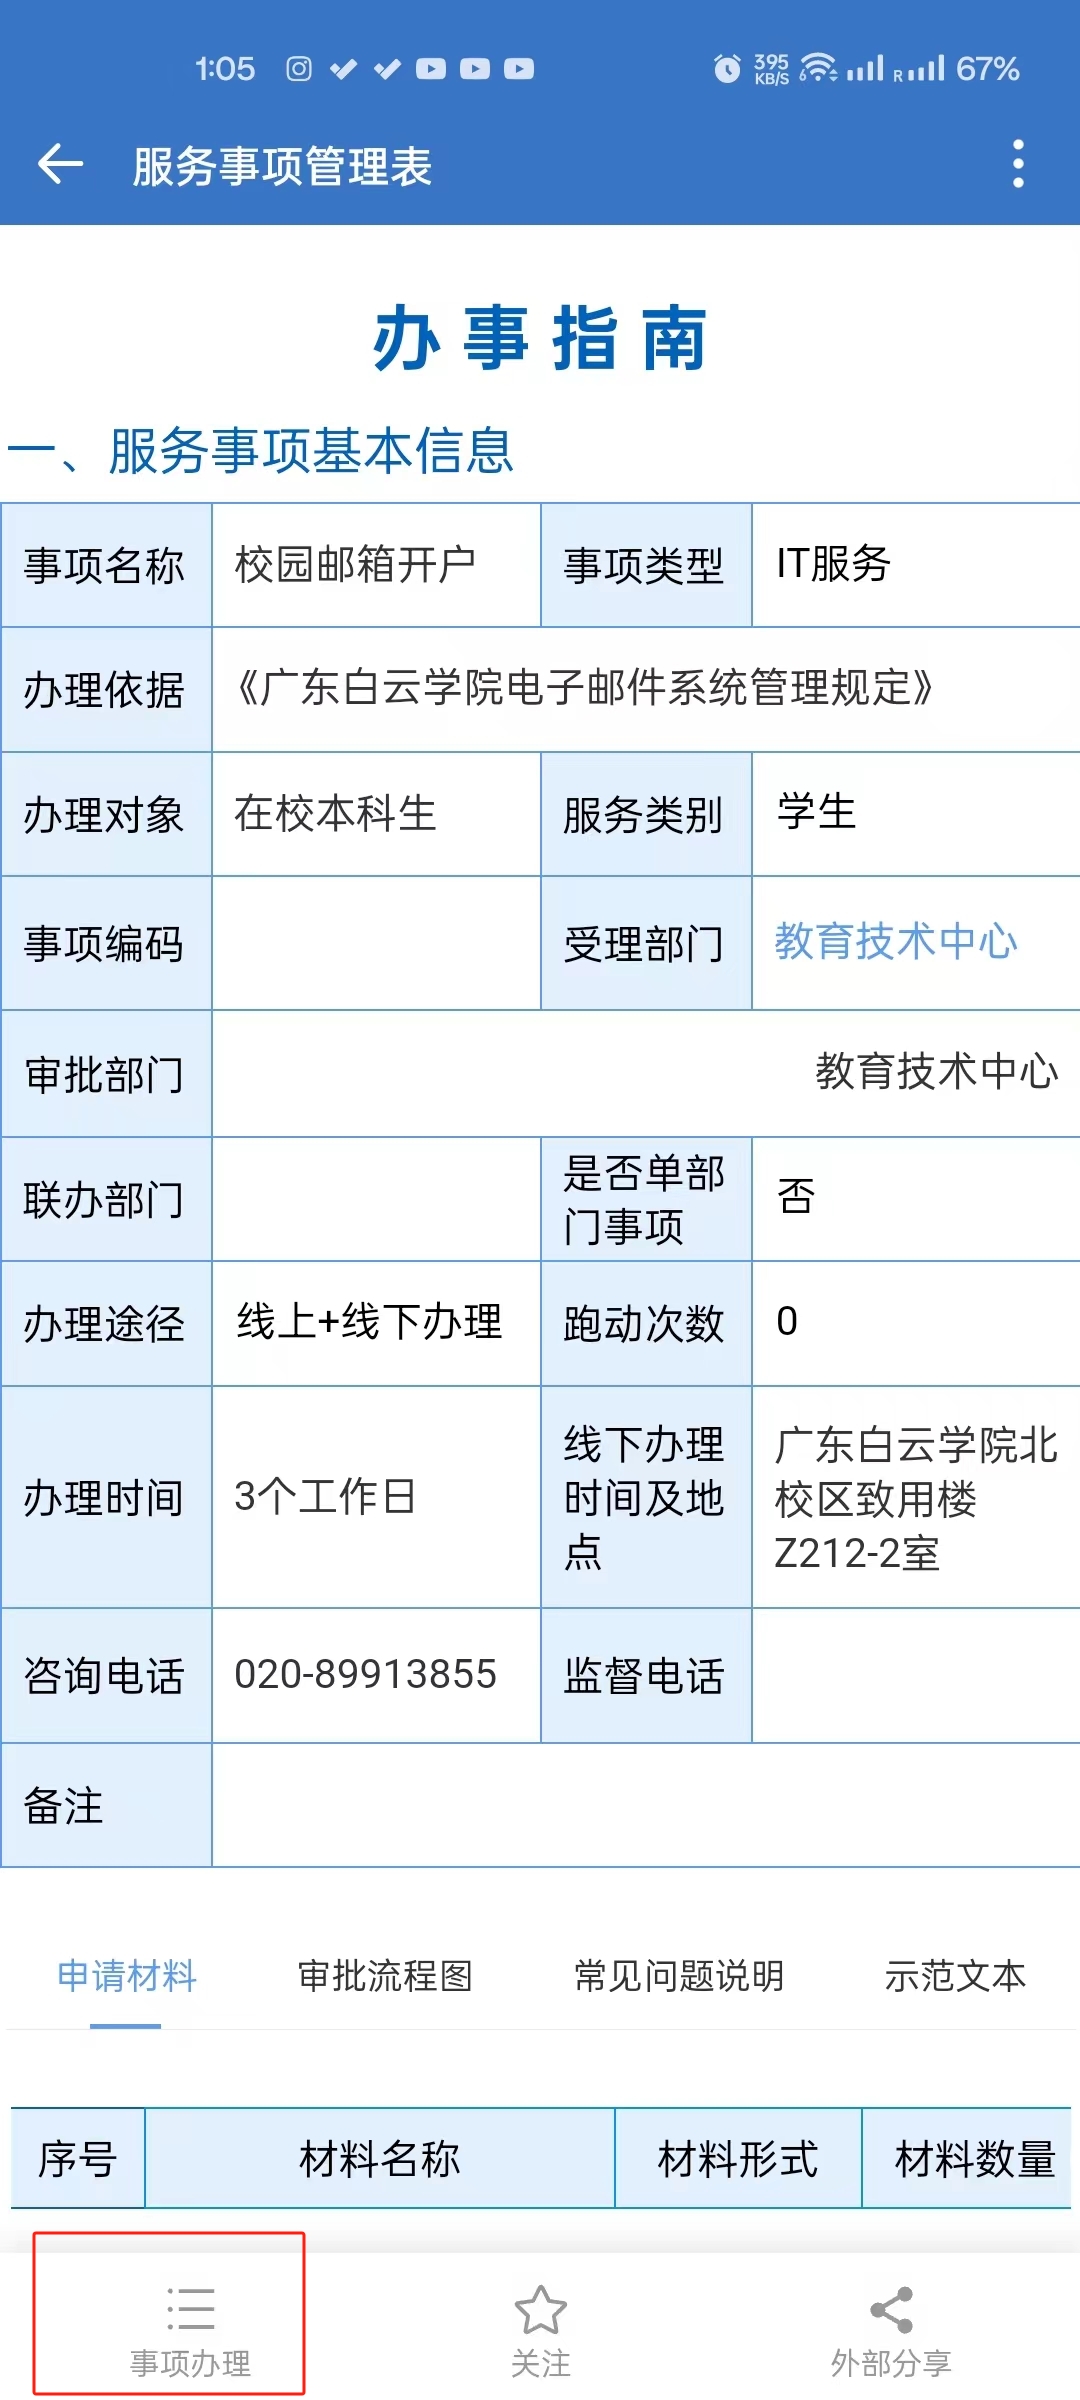 1:05 395 KB/S 6 R 67%
服务事项管理表
办事指南
一、服务事项基本信息
事项名称 校园邮箱开户 事项类型 IT服务
办理依据 《广东白云学院电子邮件系统管理规定》
办理对象 在校本科生 服务类别 学生
事项编码 受理部门 教育技术中心
审批部门 教育技术中心
联办部门 是否单部
门事项 否
办理途径 线上+线下办理 跑动次数 0
办理时间 3个工作日 线下办理
时间及地
点 广东白云学院北
校区致用楼
Z212-2室
咨询电话 020-89913855 监督电话
备注
申请材料 审批流程图 常见问题说明 示范文本
序号 材料名称 材料形式 材料数量
事项办理 关注 外部分享